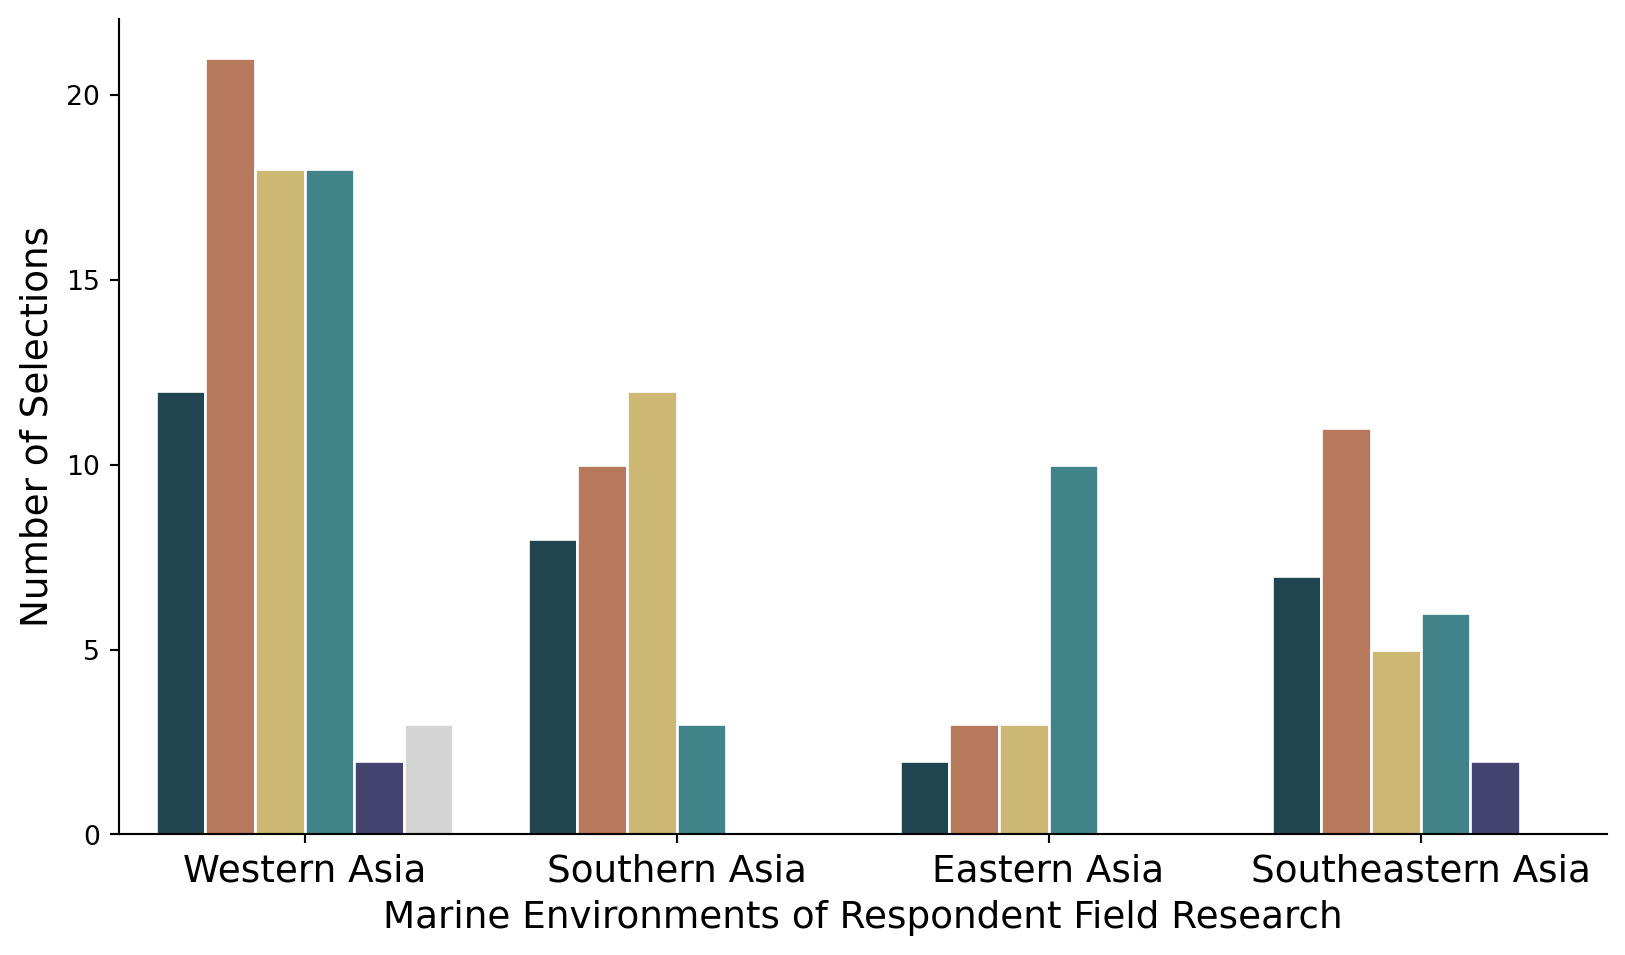 Number of Selections
20
15
10
5
0
Western Asia
Southern Asia
Eastern Asia
Southeastern Asia
Marine Environments of Respondent Field Research